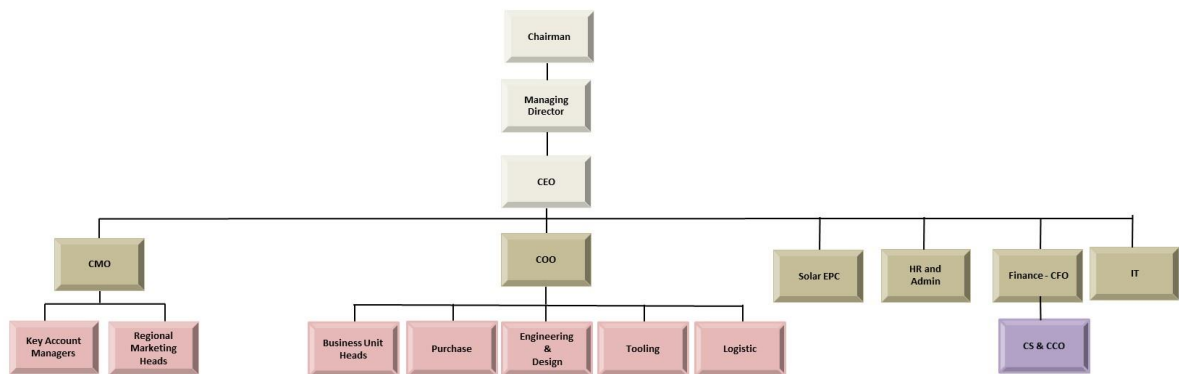 Chairman
Managing
Director
CEO
CMO
COO
Solar EPC
HR and
Admin
Finance - CFO
IT
Key Account
Managers
Regional
Marketing
Heads
Business Unit
Heads
Purchase
Engineering
&
Design
Tooling
Logistic
CS & CCO